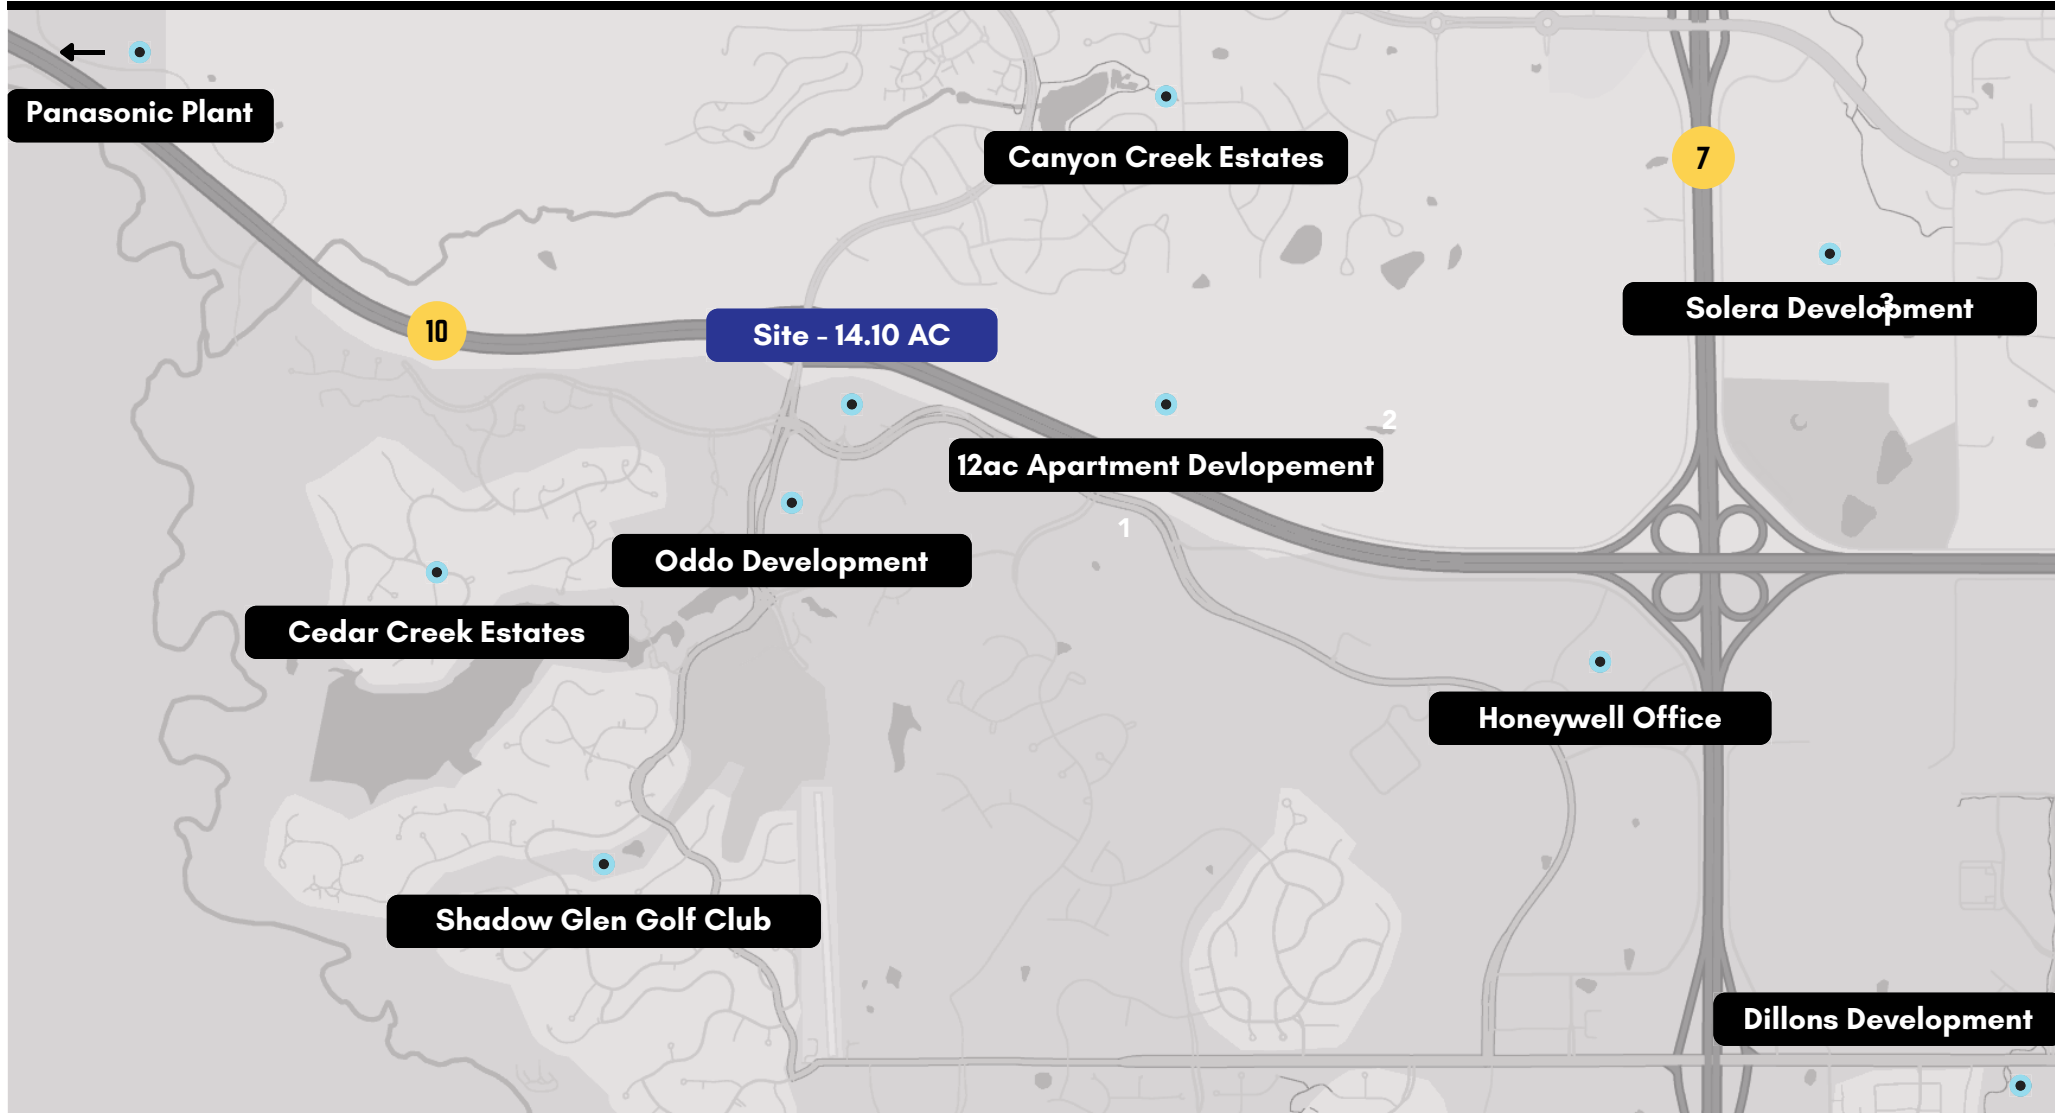 Panasonic Plant
Canyon Creek Estates
7
Solera Development
3
10
Site - 14.10 AC
2
12ac Apartment Devlopement
1
Oddo Development
Cedar Creek Estates
Honeywell Office
Shadow Glen Golf Club
Dillons Development